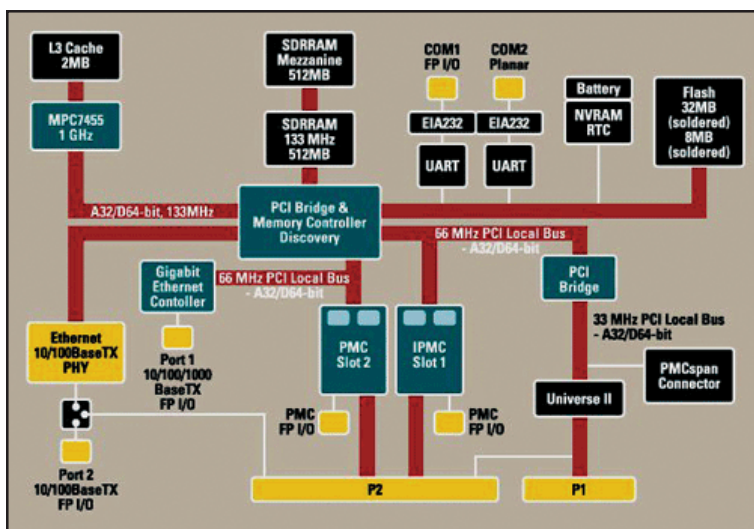 L3 Cache
2MB
MPC7455
1 GHz
SDRRAM
Mezzanine
512MB
SDRRAM
133 MHz
512MB
COM1
FP I/O
COM2
Planar
EIA232
EIA232
UART
UART
Battery
NVRAM
RTC
Flash
32MB
(soldered)
8MB
(soldered)
A32/D64-bit, 133MHz
PCI Bridge &
Memory Controller
Discovery
66 MHz PCI Local Bus
- A32/D64-bit
Gigabit
Ethernet
Contoller
66 MHz PCI Local Bus
- A32/D64-bit
PCI
Bridge
33 MHz PCI Local Bus
- A32/D64-bit
Ethernet
10/100BaseTX
PHY
Port 1
10/100/1000
BaseTX
FP I/O
PMC
Slot 2
IPMC
Slot 1
PMCspan
Connector
Universe II
PMC
FP I/O
PMC
FP I/O
Port 2
10/100BaseTX
FP I/O
P2
P1